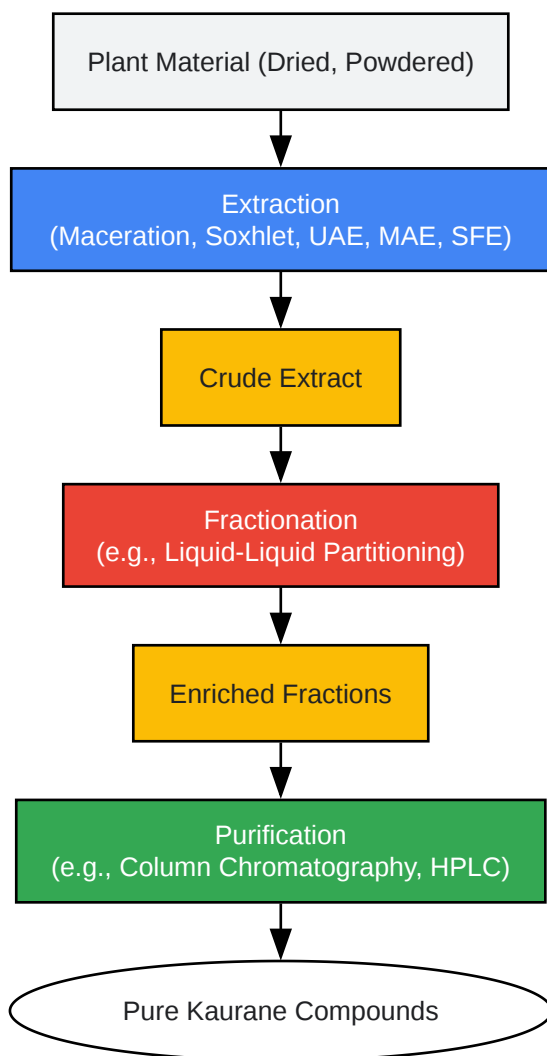 Plant Material (Dried, Powdered)
Extraction
(Maceration, Soxhlet, UAE, MAE, SFE)
Crude Extract
Fractionation
(e.g., Liquid-Liquid Partitioning)
Enriched Fractions
Purification
(e.g., Column Chromatography, HPLC)
Pure Kaurane Compounds